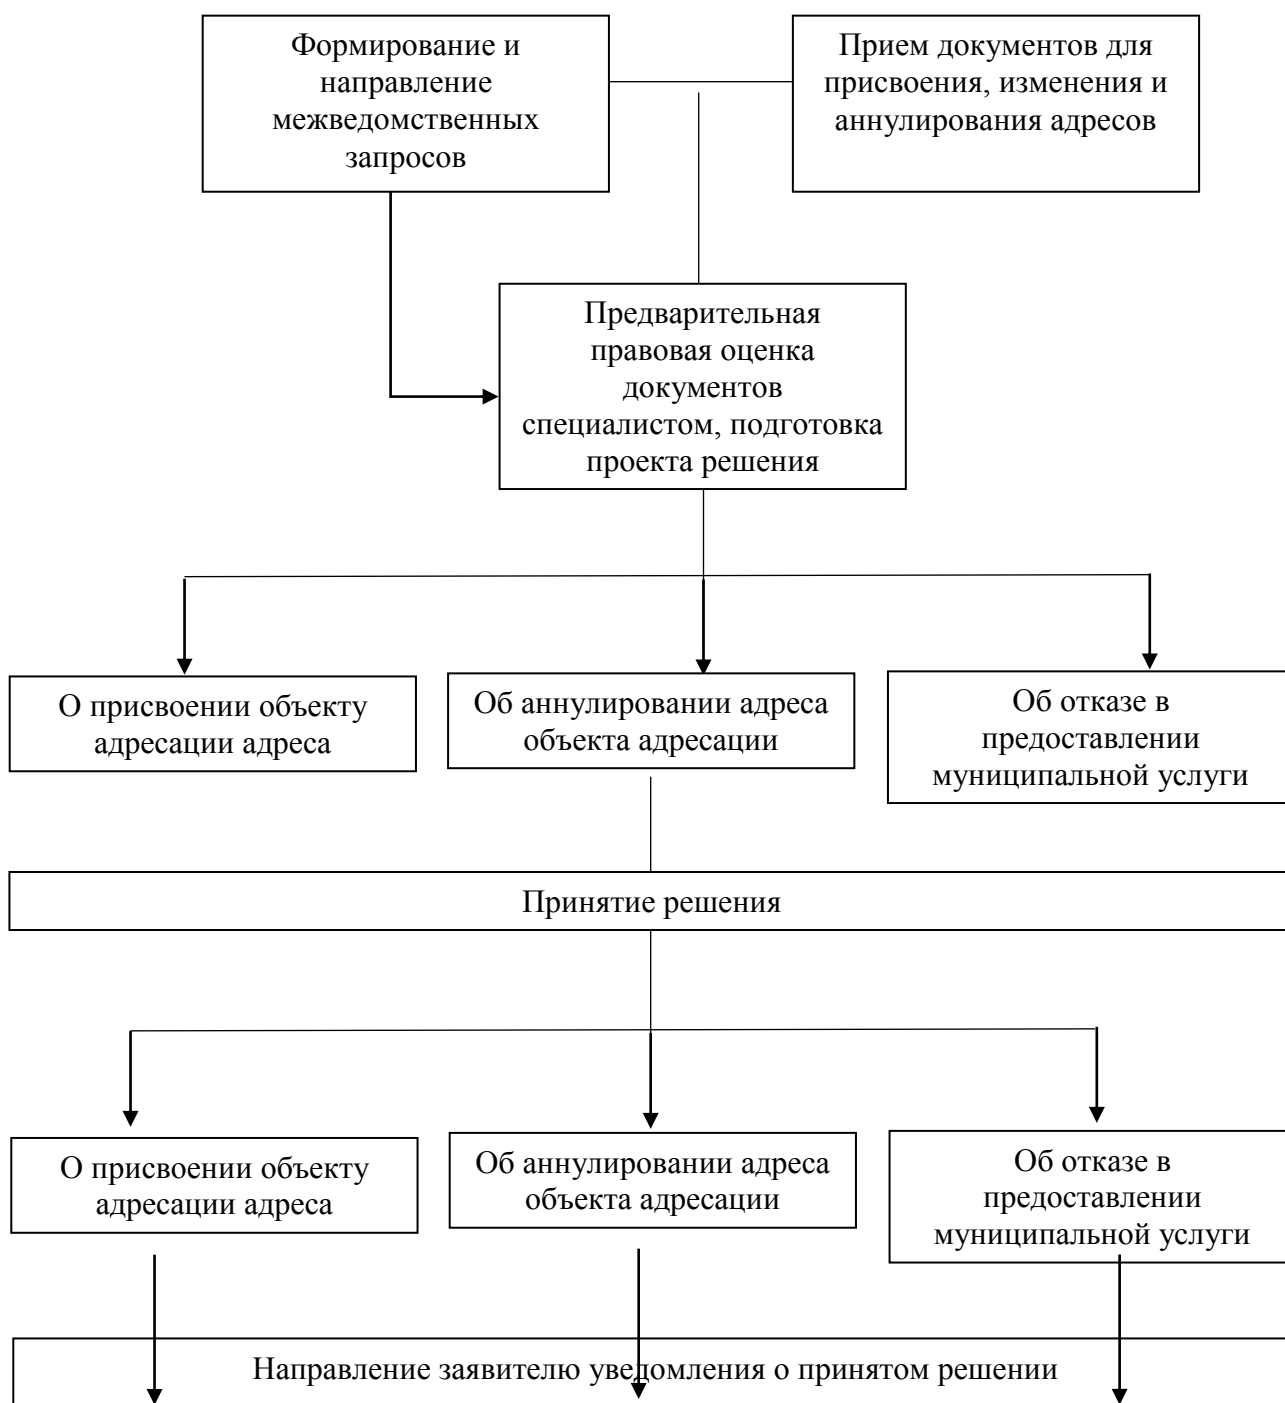 Формирование и
направление
межведомственных
запросов
Прием документов для
присвоения, изменения и
аннулирования адресов
Предварительная
правовая оценка
документов
специалистом, подготовка
проекта решения
О присвоении объекту
адресации адреса
Об аннулировании адреса
объекта адресации
Об отказе в
предоставлении
муниципальной услуги
Принятие решения
О присвоении объекту
адресации адреса
Об аннулировании адреса
объекта адресации
Об отказе в
предоставлении
муниципальной услуги
Направление заявителю уведомления о принятом решении